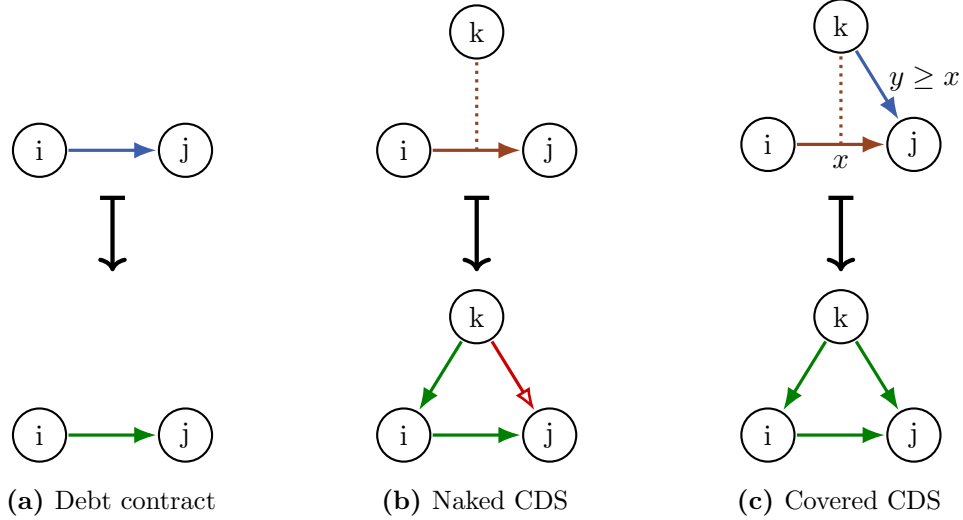 k
k
i
j
i
j
i
j
x
y ≥ x
k
k
i
j
i
j
i
j
(a) Debt contract
(b) Naked CDS
(c) Covered CDS